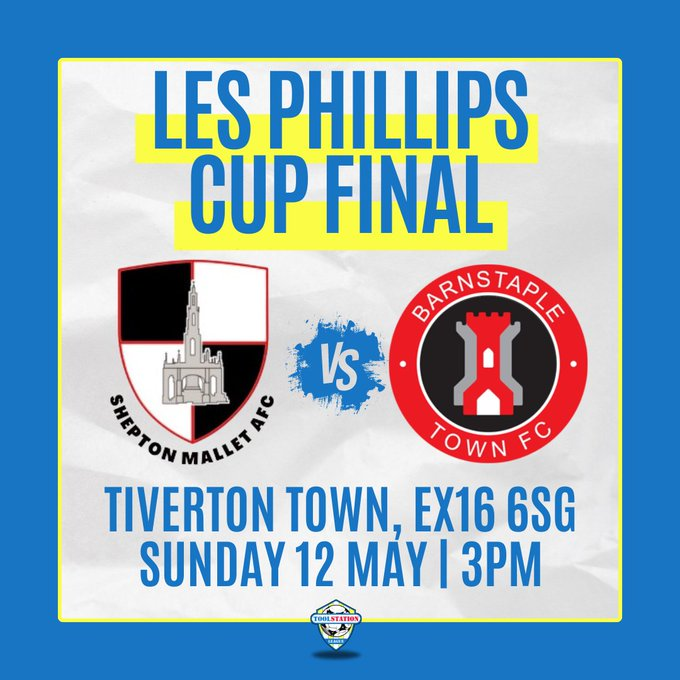 LES PHILLIPS
CUP FINAL
SHEPTON MALLET AFC
VS
BARNSTAPLE
TOWN FC
TIVERTON TOWN, EX16 6SG
SUNDAY 12 MAY | 3PM
TOOLSTATION
LEAGUE